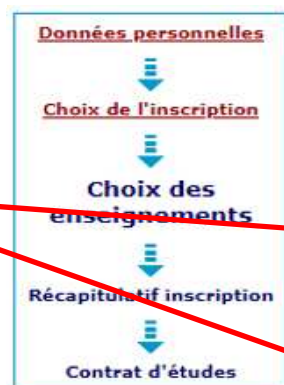 Données personnelles
Choix de l'inscription
Choix des
enseignements
Récapitulatif inscription
Contrat d'études